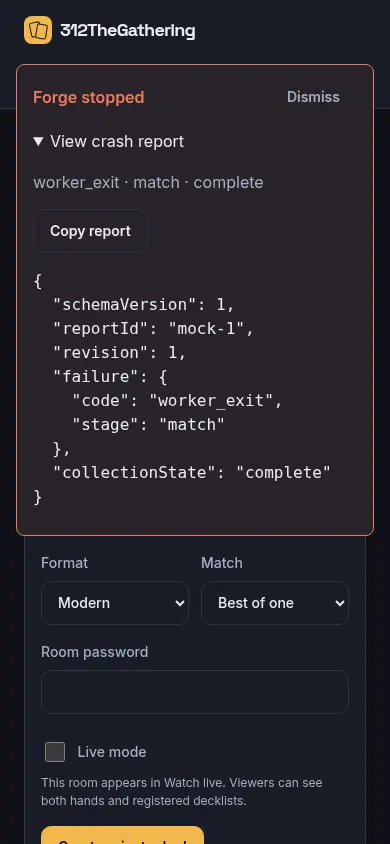 312TheGathering
Forge stopped
Dismiss
▼ View crash report
worker_exit · match · complete
Copy report
{
  "schemaVersion": 1,
  "reportId": "mock-1",
  "revision": 1,
  "failure": {
    "code": "worker_exit",
    "stage": "match"
  },
  "collectionState": "complete"
}
Format
Match
Modern
Best of one
Room password
Live mode
This room appears in Watch live. Viewers can see
both hands and registered decklists.